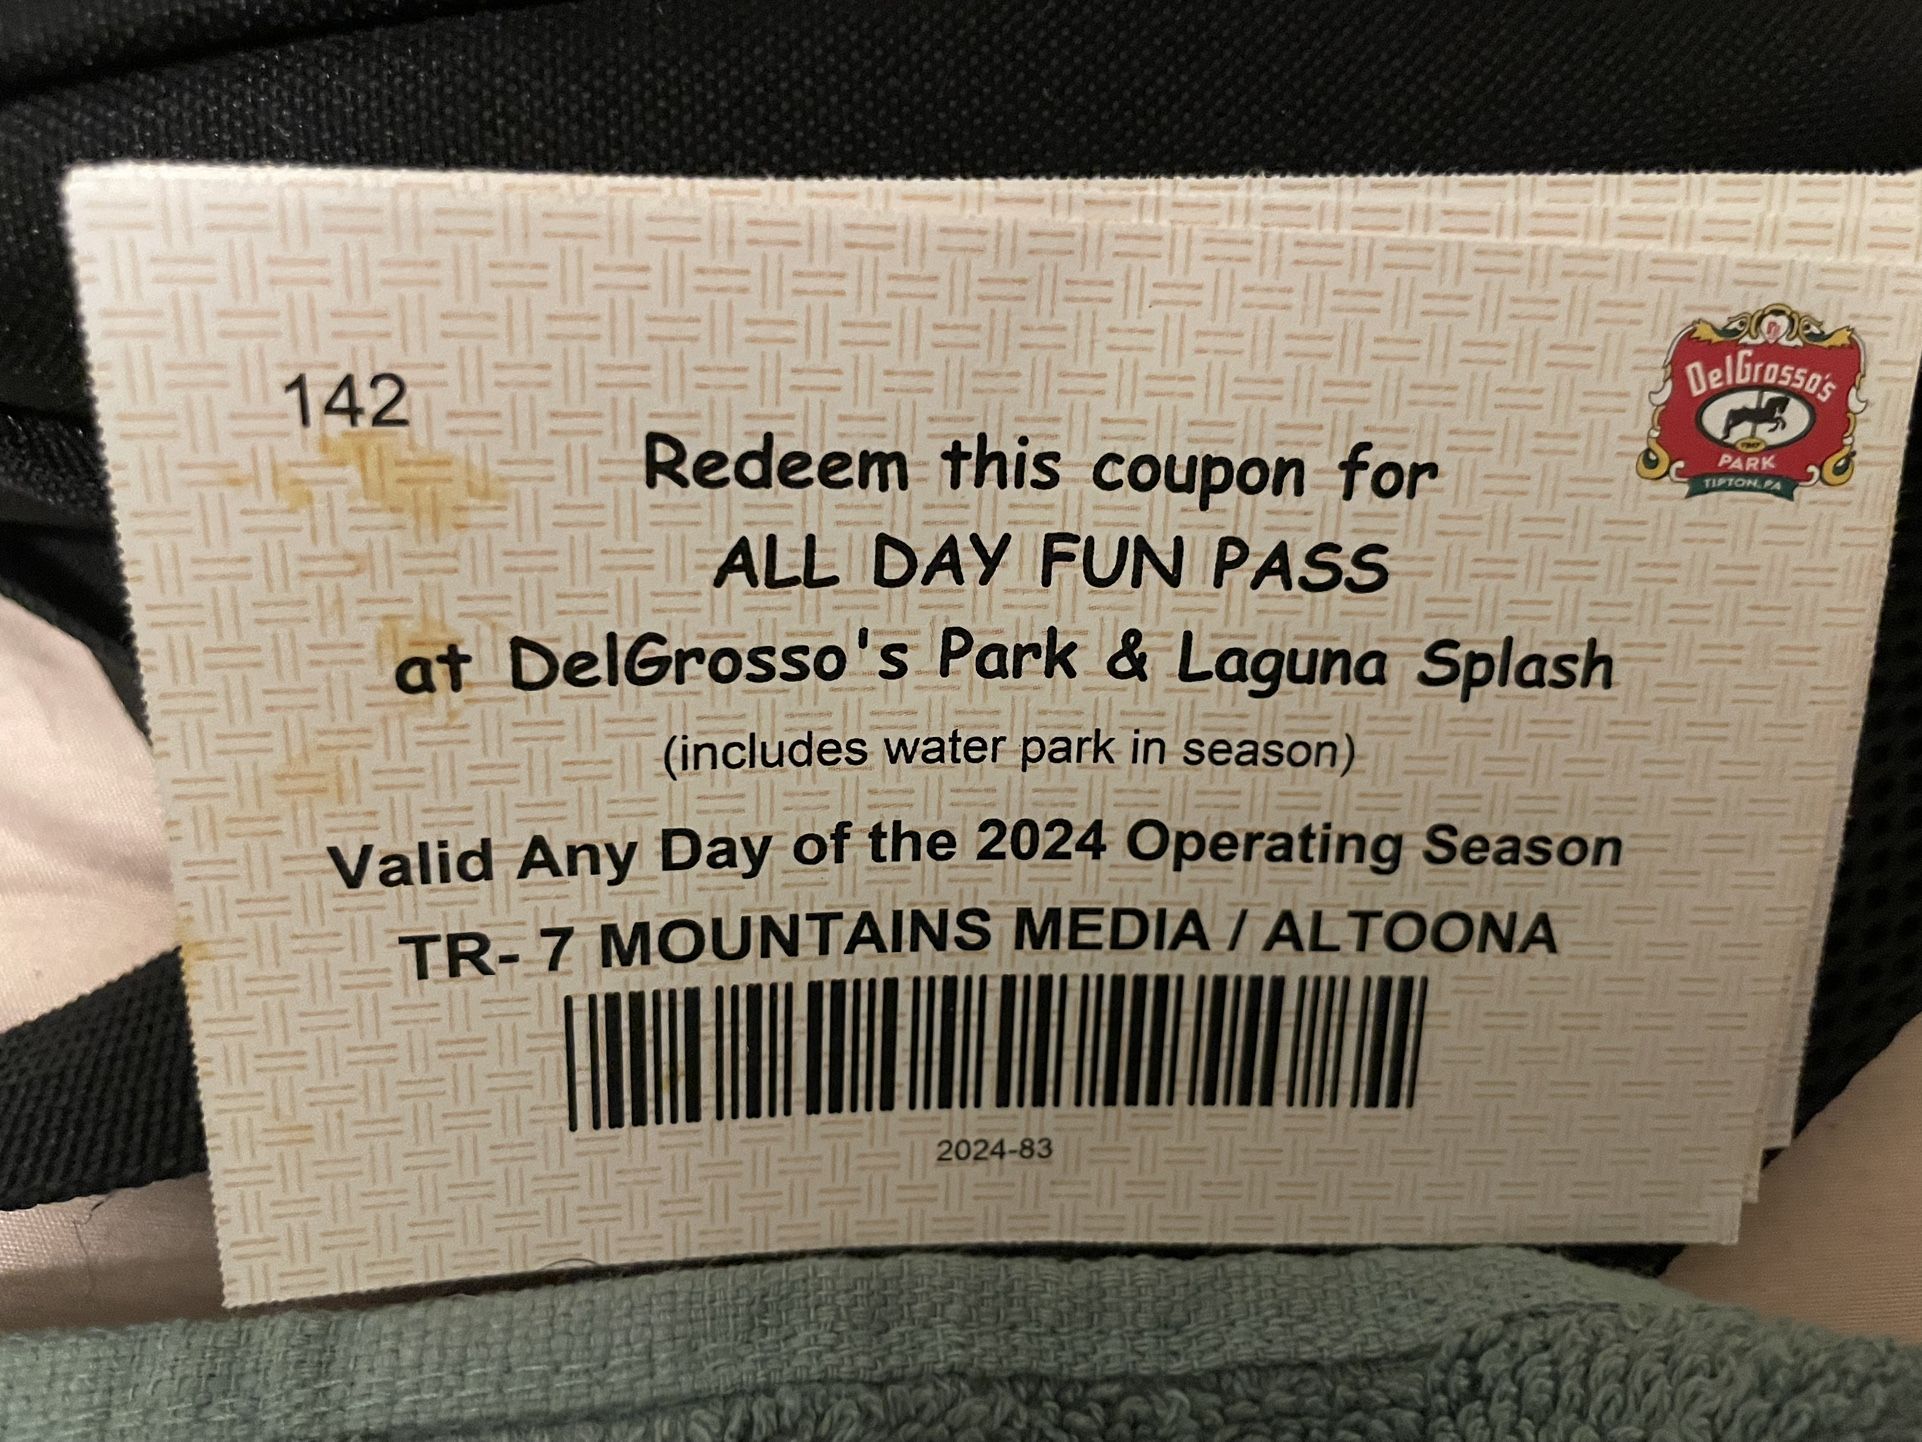 142
DelGrosso's
PARK
TIPTON, PA
Redeem this coupon for
ALL DAY FUN PASS
at DelGrosso's Park & Laguna Splash
(includes water park in season)
Valid Any Day of the 2024 Operating Season
TR- 7 MOUNTAINS MEDIA / ALTOONA
2024-83